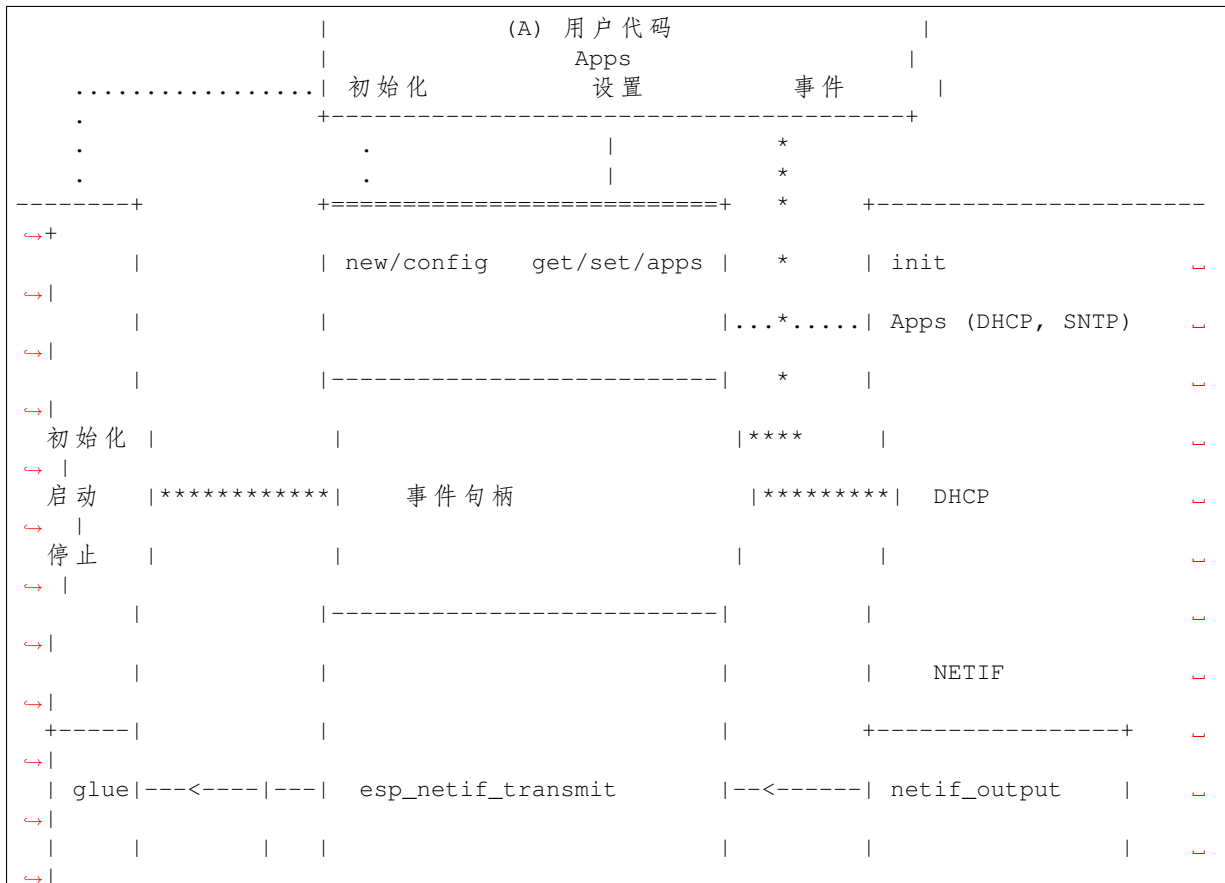 |            (A) 用户代码                 |
|                 Apps                   |
.................| 初始化           设置          事件      |
.                +----------------------------------------+
.                   .                |           *
.                   .                |           *
--------+             +===========================+   *     +-----------------------
↪+
        |             | new/config   get/set/apps |   *     | init                  ␣
↪|
        |             |                           |...*.....| Apps (DHCP, SNTP)     ␣
↪|
        |             |---------------------------|   *     |                       ␣
↪|
初始化 |             |                           |****     |                       ␣
↪ |
启动   |************|    事件句柄                |*********|  DHCP                 ␣
↪  |
停止   |            |                           |         |                       ␣
↪ |
        |             |---------------------------|         |                       ␣
↪|
        |             |                           |         |    NETIF              ␣
↪|
+-----|             |                           |         +-----------------+     ␣
↪|
| glue|---<----|---|  esp_netif_transmit       |--<------| netif_output    |     ␣
↪|
|     |        |   |                           |         |                 |     ␣
↪|